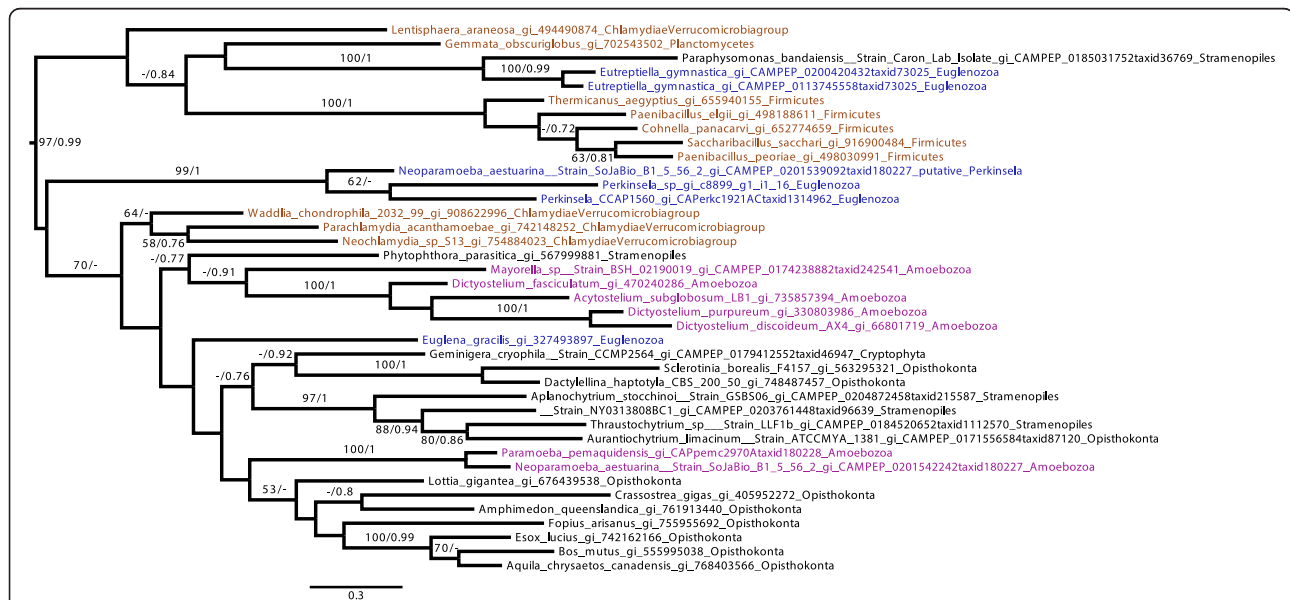 Lentisphaera_araneosa_gi_494490874_ChlamydiaeVerrucomicrobiagroup
Gemmata_obscuriglobus_gi_702543502_Planctomycetes
100/1
Paraphysomonas_bandaiensis__Strain_Caron_Lab_Isolate_gi_CAMPEP_0185031752taxid36769_Stramenopiles
-/0.84
100/0.99
Eutreptiella_gymnastica_gi_CAMPEP_0200420432taxid73025_Euglenozoa
Eutreptiella_gymnastica_gi_CAMPEP_0113745558taxid73025_Euglenozoa
100/1
Thermicanus_aegyptius_gi_655940155_Firmicutes
Paenibacillus_elgii_gi_498188611_Firmicutes
-/0.72
Cohnella_panacarvi_gi_652774659_Firmicutes
97/0.99
Saccharibacillus_sacchari_gi_916900484_Firmicutes
63/0.81
Paenibacillus_peoriae_gi_498030991_Firmicutes
99/1
Neoparamoeba_aestuarina__Strain_SoJaBio_B1_5_56_2_gi_CAMPEP_0201539092taxid180227_putative_Perkinsela
62/-
Perkinsela_sp_gi_c8899_g1_i1_16_Euglenozoa
Perkinsela_CCAP1560_gi_CAPerkc1921ACtaxid1314962_Euglenozoa
64/-
Waddlia_chondrophila_2032_99_gi_908622996_ChlamydiaeVerrucomicrobiagroup
Parachlamydia_acanthamoebae_gi_742148252_ChlamydiaeVerrucomicrobiagroup
58/0.76
Neochlamydia_sp_S13_gi_754884023_ChlamydiaeVerrucomicrobiagroup
70/-
-/0.77
Phytophthora_parasitica_gi_567999881_Stramenopiles
-/0.91
Mayorella_sp__Strain_BSH_02190019_gi_CAMPEP_0174238882taxid242541_Amoebozoa
100/1
Dictyostelium_fasciculatum_gi_470240286_Amoebozoa
Acytostelium_subglobosum_LB1_gi_735857394_Amoebozoa
100/1
Dictyostelium_purpureum_gi_330803986_Amoebozoa
Dictyostelium_discoideum_AX4_gi_66801719_Amoebozoa
Euglena_gracilis_gi_327493897_Euglenozoa
-/0.92
Geminigera_cryophila__Strain_CCMP2564_gi_CAMPEP_0179412552taxid46947_Cryptophyta
100/1
Sclerotinia_borealis_F4157_gi_563295321_Opisthokonta
-/0.76
Dactylellina_haptotyla_CBS_200_50_gi_748487457_Opisthokonta
97/1
Aplanochytrium_stocchinoi__Strain_GSBS06_gi_CAMPEP_0204872458taxid215587_Stramenopiles
__Strain_NY0313808BC1_gi_CAMPEP_0203761448taxid96639_Stramenopiles
88/0.94
Thraustochytrium_sp___Strain_LLF1b_gi_CAMPEP_0184520652taxid1112570_Stramenopiles
80/0.86
Aurantiochytrium_limacinum__Strain_ATCCMYA_1381_gi_CAMPEP_0171556584taxid87120_Opisthokonta
100/1
Paramoeba_pemaquidensis_gi_CAPpemc2970Ataxid180228_Amoebozoa
Neoparamoeba_aestuarina__Strain_SoJaBio_B1_5_56_2_gi_CAMPEP_0201542242taxid180227_Amoebozoa
53/-
Lottia_gigantea_gi_676439538_Opisthokonta
-/0.8
Crassostrea_gigas_gi_405952272_Opisthokonta
Amphimedon_queenslandica_gi_761913440_Opisthokonta
Fopius_arisanus_gi_755955692_Opisthokonta
100/0.99
Esox_lucius_gi_742162166_Opisthokonta
70/-
Bos_mutus_gi_555995038_Opisthokonta
Aquila_chrysaetos_canadensis_gi_768403566_Opisthokonta
0.3